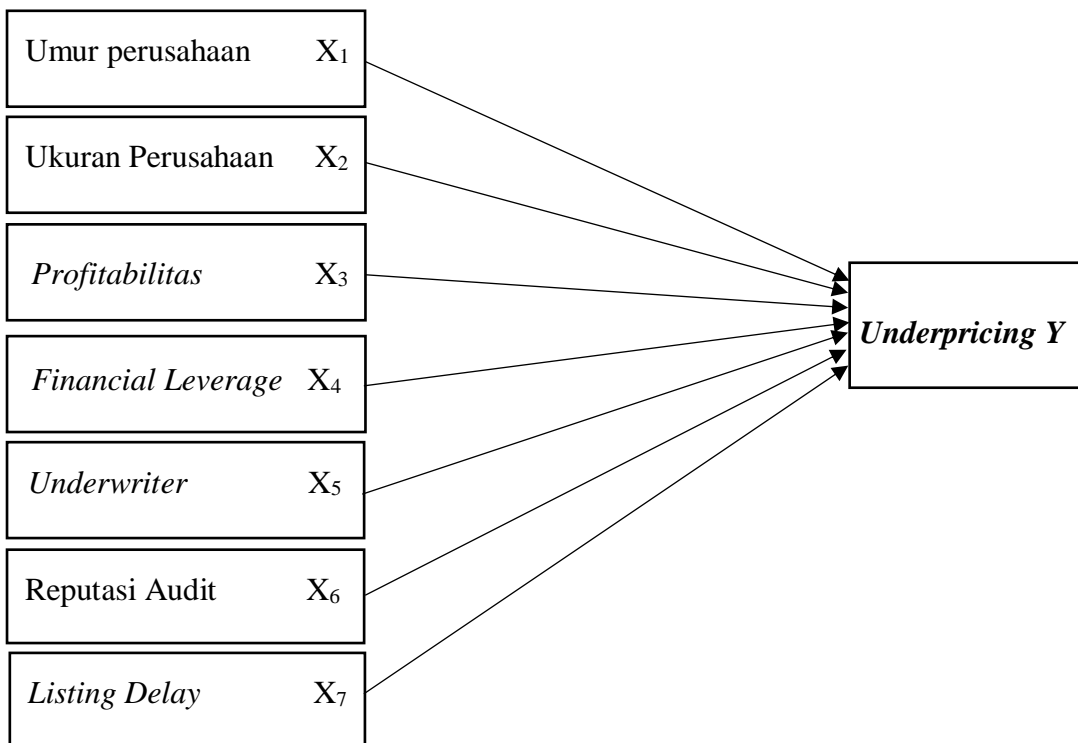 Umur perusahaan X₁
Ukuran Perusahaan X₂
Profitabilitas X₃
Financial Leverage X₄
Underwriter X₅
Reputasi Audit X₆
Listing Delay X₇
Underpricing Y